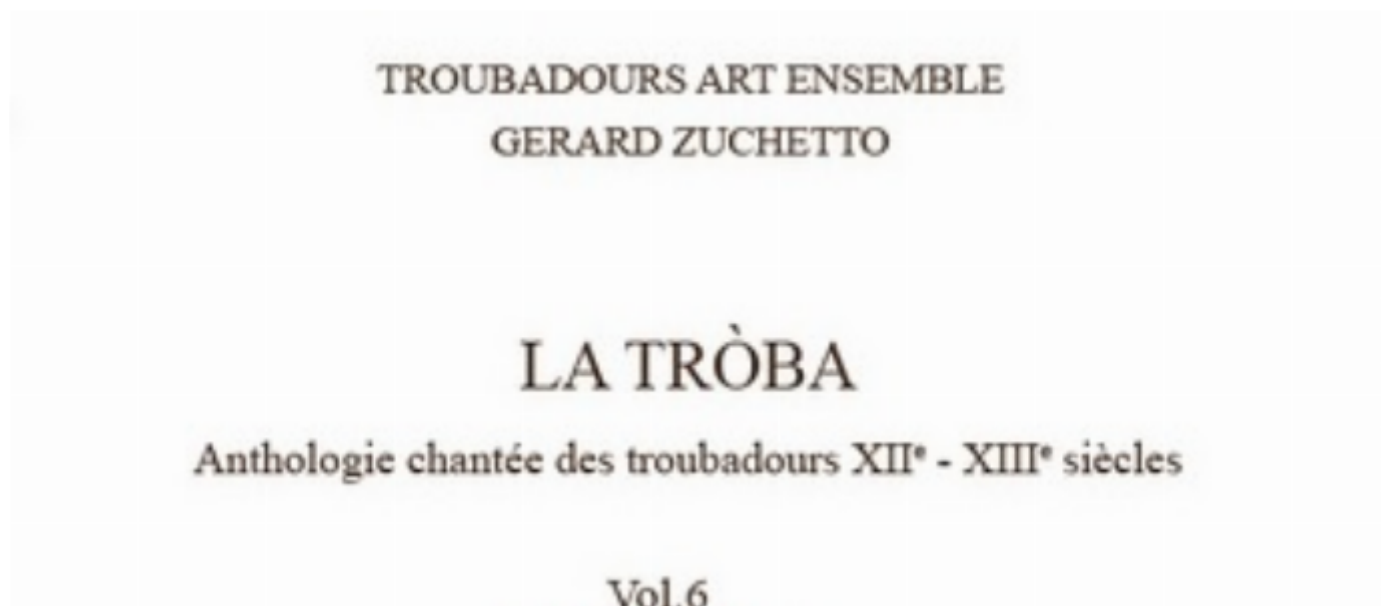 TROUBADOURS ART ENSEMBLE
GERARD ZUCHETTO
LA TRÒBA
Anthologie chantée des troubadours XIIᵉ - XIIIᵉ siècles
Vol.6